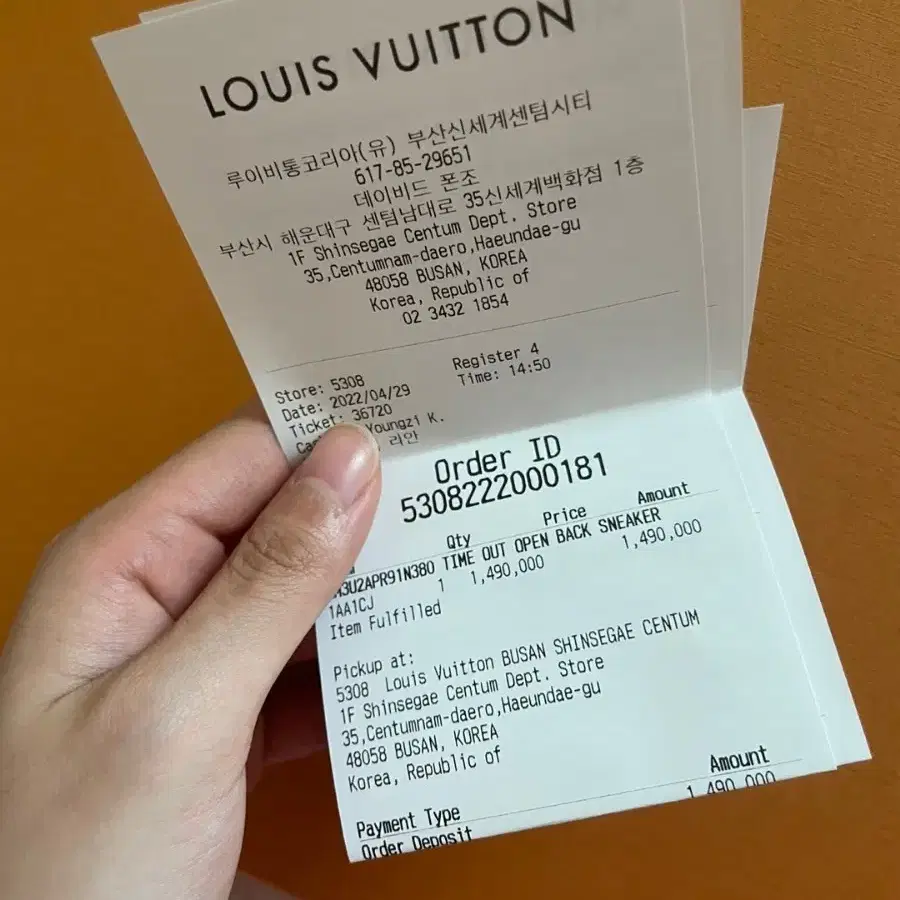 LOUIS VUITTON
루이비통코리아(유) 부산신세계센텀시티
617-85-29651
데이비드 폰조
부산시 해운대구 센텀남대로 35신세계백화점 1층
1F Shinsegae Centum Dept. Store
35,Centumnam-daero,Haeundae-gu
48058 BUSAN, KOREA
Korea, Republic of
02 3432 1854
Store: 5308 Register 4
Date: 2022/04/29 Time: 14:50
Ticket: 36720
Youngzi K.
리안
Order ID
5308222000181
Qty Price Amount
M3U2APR91N380 TIME OUT OPEN BACK SNEAKER
1AA1CJ 1 1,490,000 1,490,000
Item Fulfilled
Pickup at:
5308 Louis Vuitton BUSAN SHINSEGAE CENTUM
1F Shinsegae Centum Dept. Store
35,Centumnam-daero,Haeundae-gu
48058 BUSAN, KOREA
Korea, Republic of
Payment Type Amount
Order Deposit 1,490,000